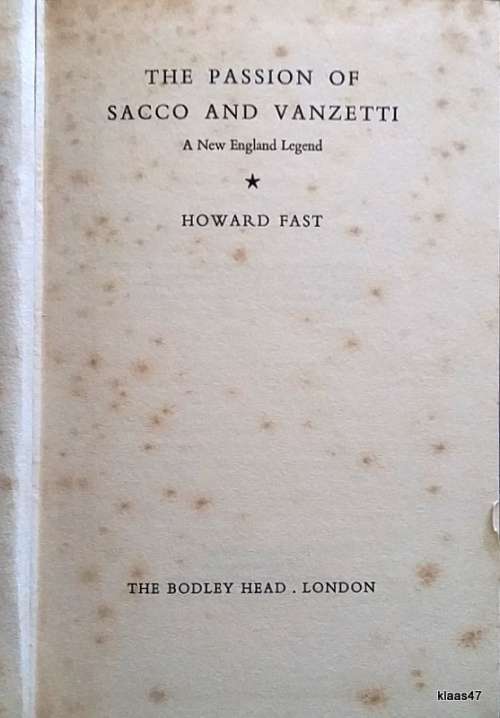 THE PASSION OF
SACCO AND VANZETTI
A New England Legend
★
HOWARD FAST
THE BODLEY HEAD . LONDON
klaas47